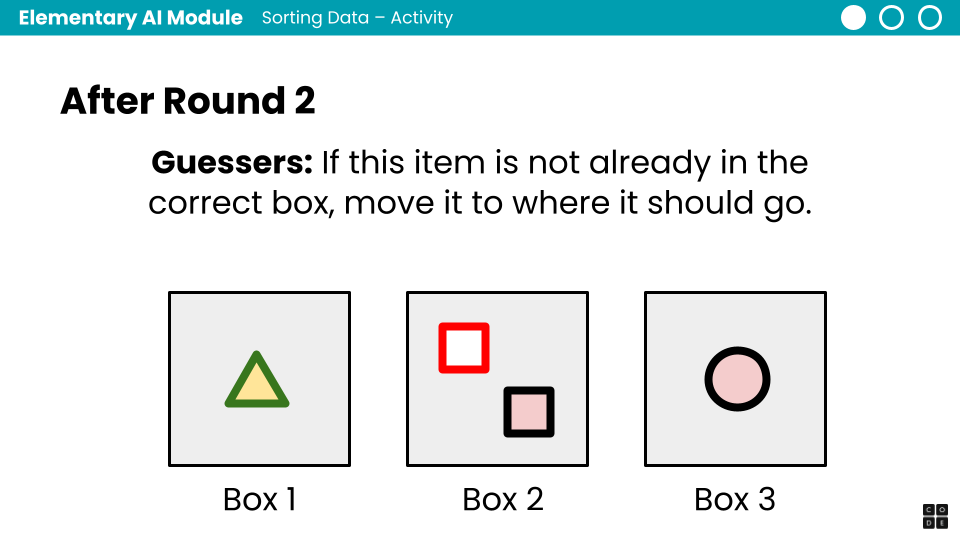 Elementary AI Module Sorting Data – Activity
After Round 2
Guessers: If this item is not already in the
correct box, move it to where it should go.
Box 1 Box 2 Box 3
C O
D E